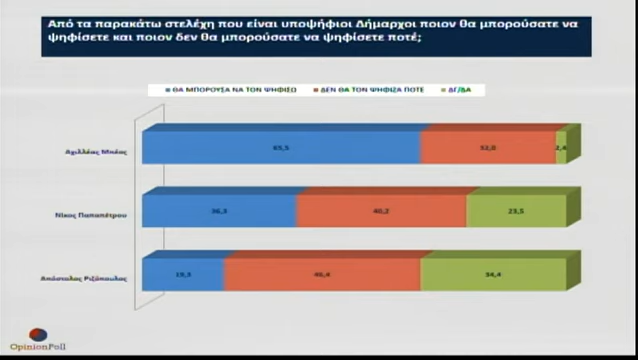 Από τα παρακάτω στελέχη που είναι υποψήφιοι Δήμαρχοι ποιον θα μπορούσατε να
ψηφίσετε και ποιον δεν θα μπορούσατε να ψηφίσετε ποτέ;
ΘΑ ΜΠΟΡΟΥΣΑ ΝΑ ΤΟΝ ΨΗΦΙΣΩ ΔΕΝ ΘΑ ΤΟΝ ΨΗΦΙΖΑ ΠΟΤΕ ΔΓ/ΔΑ
Αχιλλέας Μπέος 65,5 32,0 2,4
Νίκος Παπαπέτρου 36,3 40,2 23,5
Απόστολος Ριζόπουλος 19,3 46,4 34,4
OpinionPoll